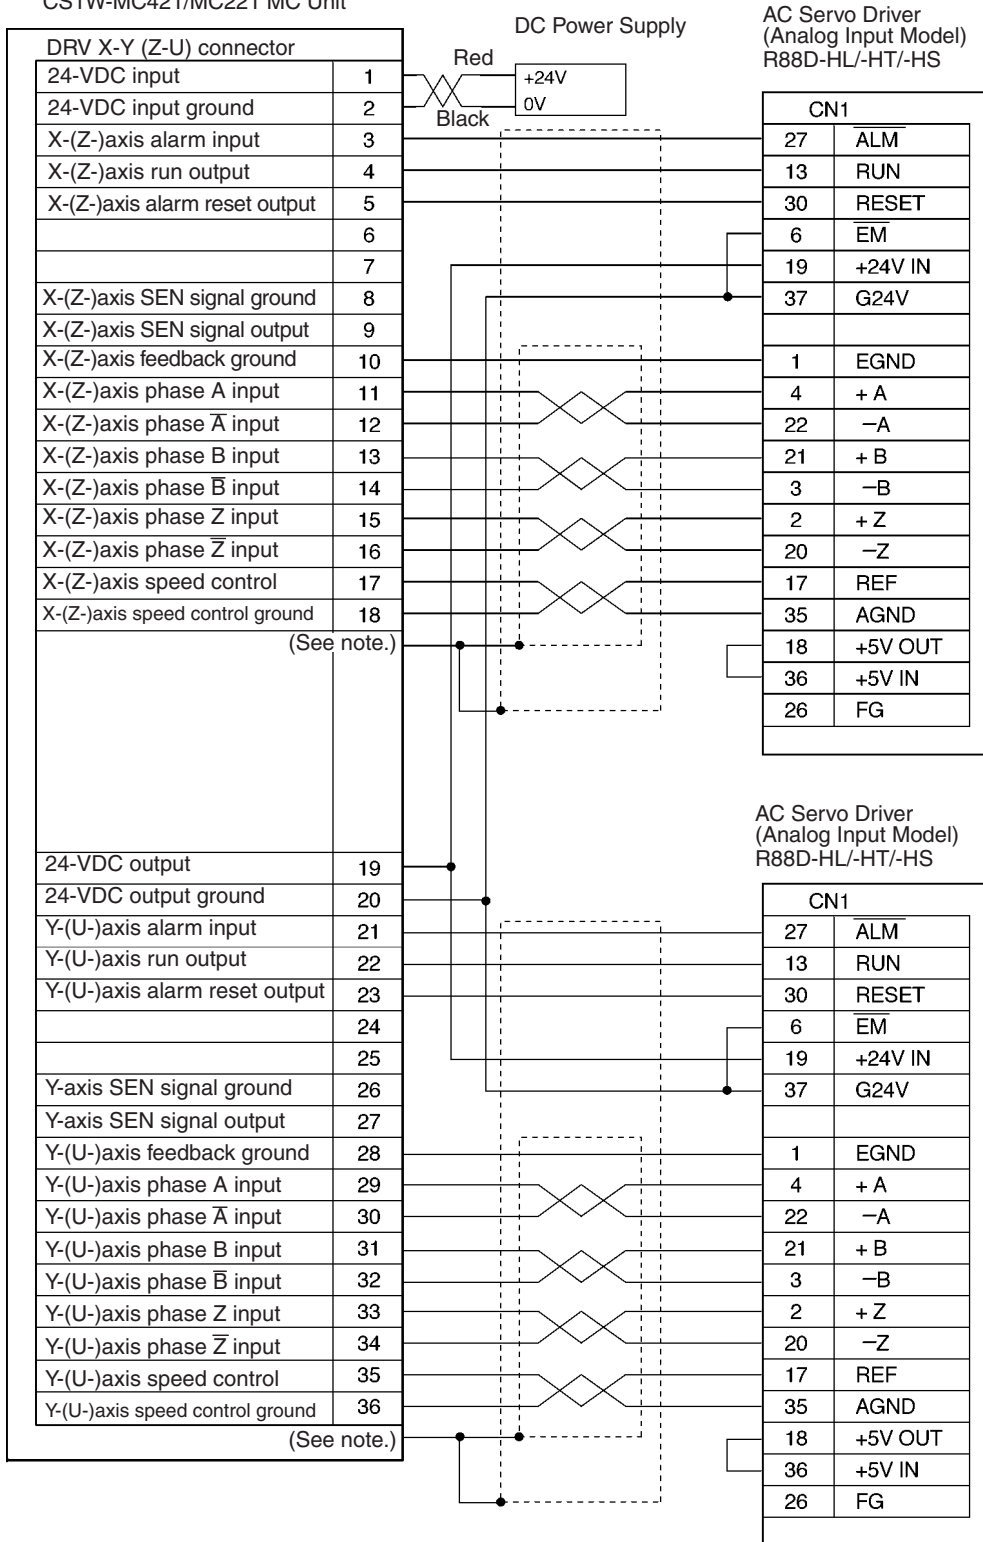 CS1W-MC421/MC221 MC Unit
DC Power Supply
AC Servo Driver
(Analog Input Model)
R88D-HL/-HT/-HS
DRV X-Y (Z-U) connector
Red
+24V
0V
Black
24-VDC input 1
24-VDC input ground 2
X-(Z-)axis alarm input 3
X-(Z-)axis run output 4
X-(Z-)axis alarm reset output 5
6
7
X-(Z-)axis SEN signal ground 8
X-(Z-)axis SEN signal output 9
X-(Z-)axis feedback ground 10
X-(Z-)axis phase A input 11
X-(Z-)axis phase A̅ input 12
X-(Z-)axis phase B input 13
X-(Z-)axis phase B̅ input 14
X-(Z-)axis phase Z input 15
X-(Z-)axis phase Z̅ input 16
X-(Z-)axis speed control 17
X-(Z-)axis speed control ground 18
(See note.)
CN1
27 A̅L̅M̅
13 RUN
30 RESET
6 E̅M̅
19 +24V IN
37 G24V
1 EGND
4 + A
22 −A
21 + B
3 −B
2 + Z
20 −Z
17 REF
35 AGND
18 +5V OUT
36 +5V IN
26 FG
AC Servo Driver
(Analog Input Model)
R88D-HL/-HT/-HS
24-VDC output 19
24-VDC output ground 20
Y-(U-)axis alarm input 21
Y-(U-)axis run output 22
Y-(U-)axis alarm reset output 23
24
25
Y-axis SEN signal ground 26
Y-axis SEN signal output 27
Y-(U-)axis feedback ground 28
Y-(U-)axis phase A input 29
Y-(U-)axis phase A̅ input 30
Y-(U-)axis phase B input 31
Y-(U-)axis phase B̅ input 32
Y-(U-)axis phase Z input 33
Y-(U-)axis phase Z̅ input 34
Y-(U-)axis speed control 35
Y-(U-)axis speed control ground 36
(See note.)
CN1
27 A̅L̅M̅
13 RUN
30 RESET
6 E̅M̅
19 +24V IN
37 G24V
1 EGND
4 + A
22 −A
21 + B
3 −B
2 + Z
20 −Z
17 REF
35 AGND
18 +5V OUT
36 +5V IN
26 FG